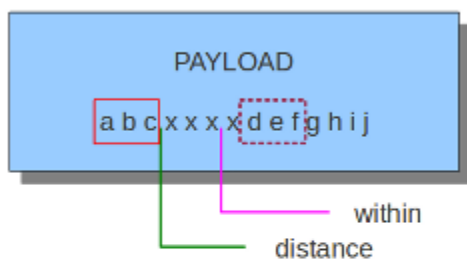 PAYLOAD
a b c x x x x d e f g h i j
within
distance